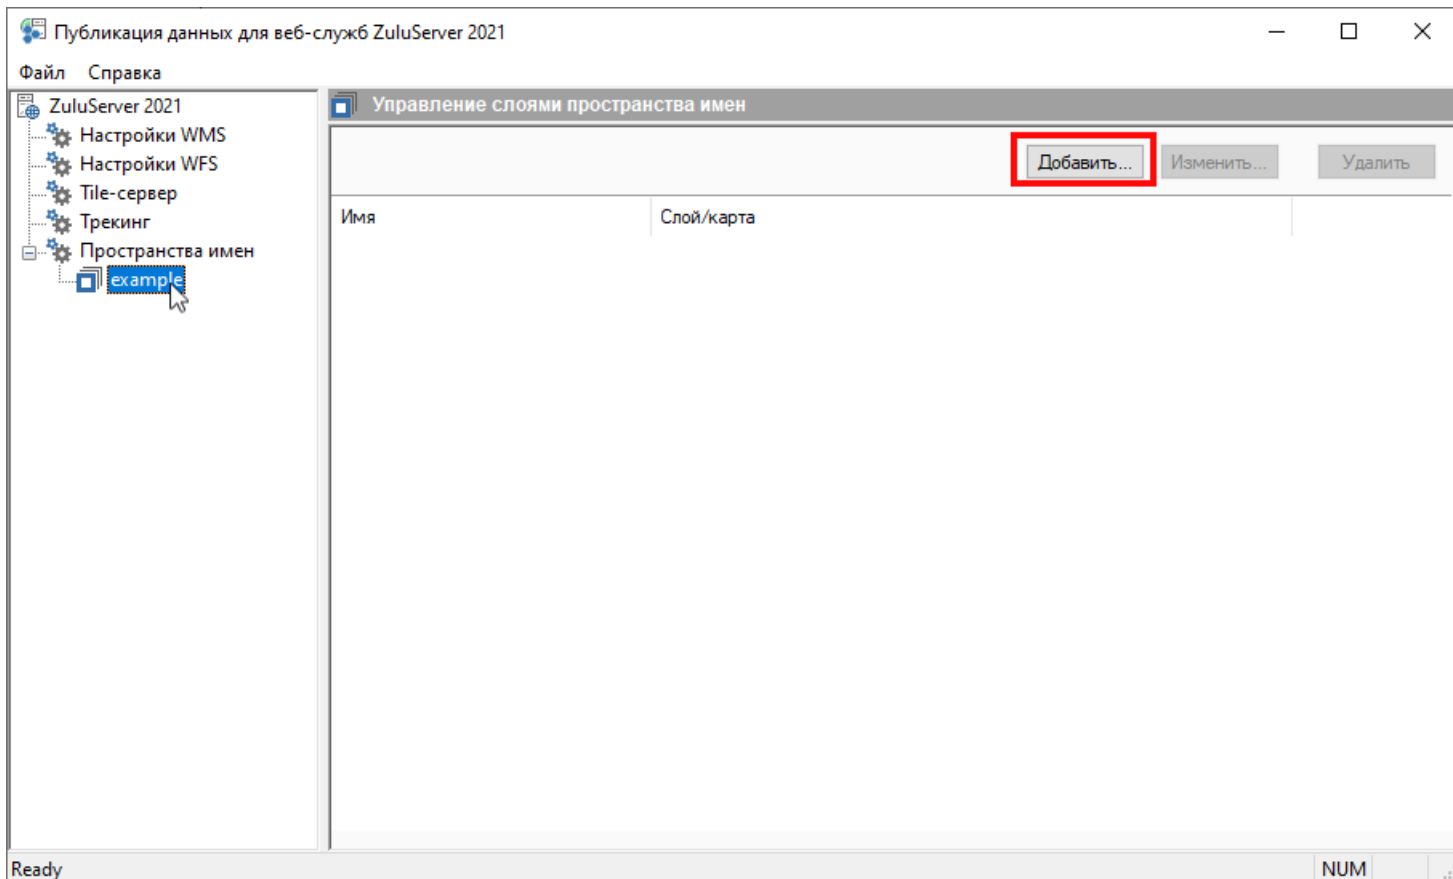 Публикация данных для веб-служб ZuluServer 2021
Файл Справка
ZuluServer 2021
Настройки WMS
Настройки WFS
Tile-сервер
Трекинг
Пространства имен
example
Управление слоями пространства имен
Добавить... Изменить... Удалить
Имя Слой/карта
Ready NUM